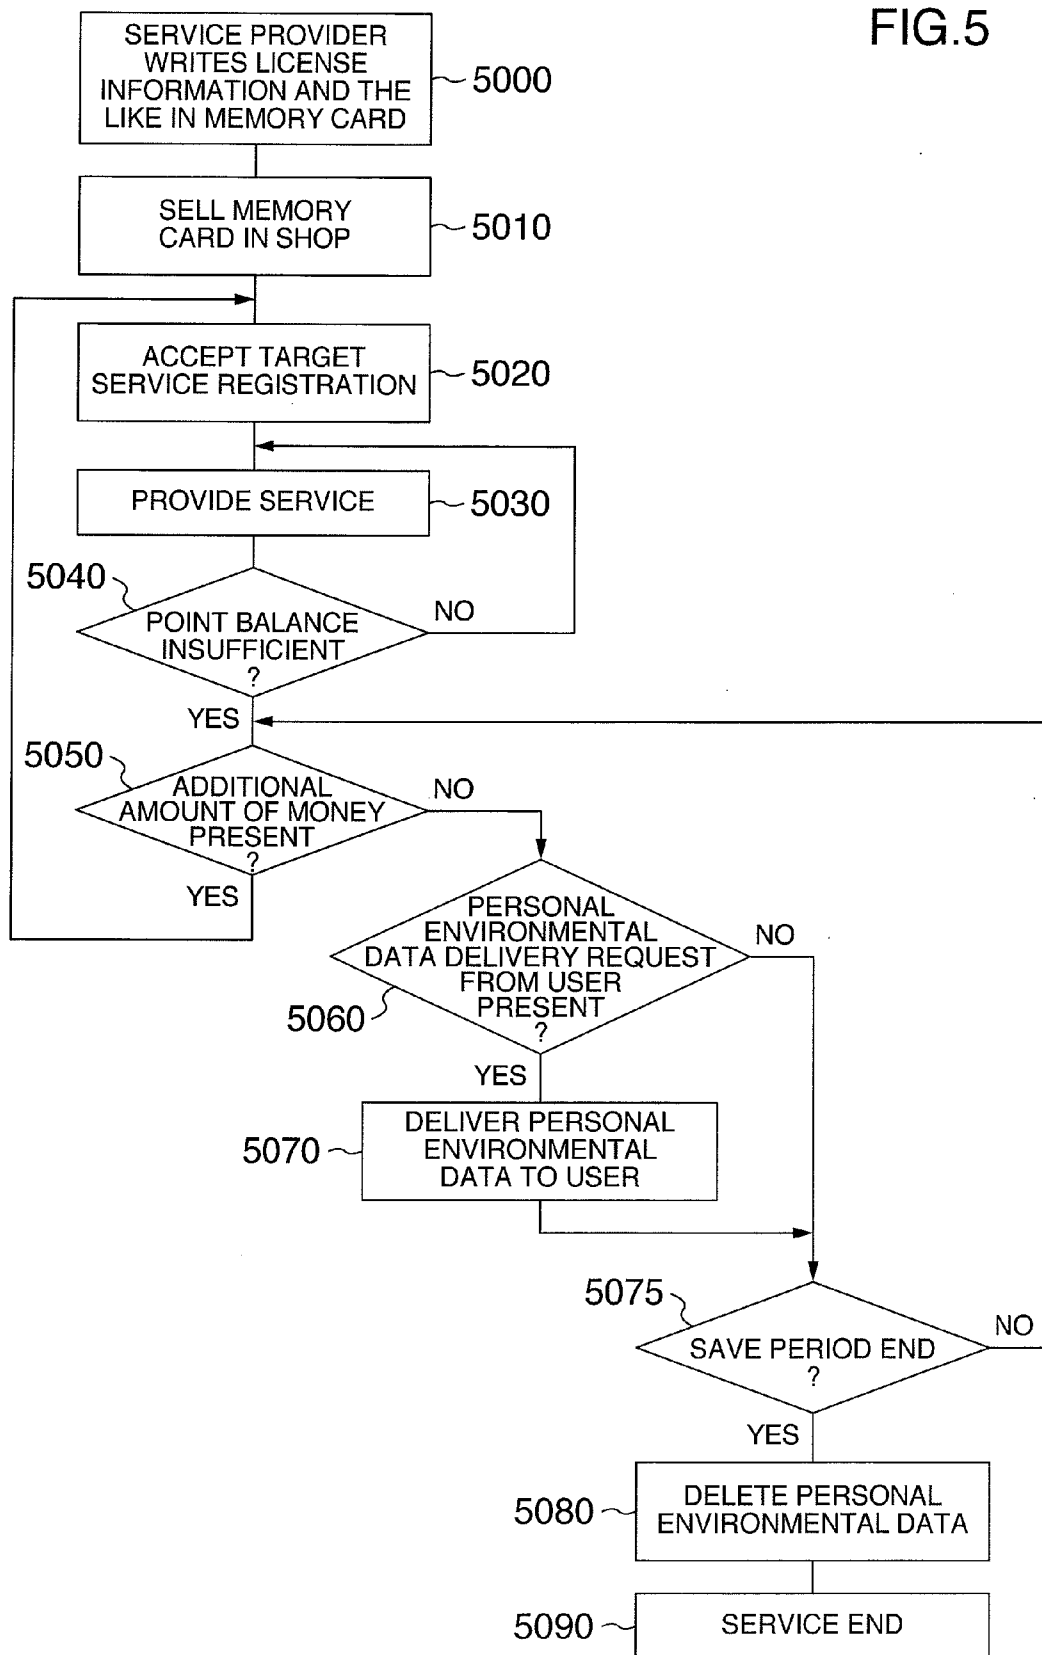 FIG.5
SERVICE PROVIDER
WRITES LICENSE
INFORMATION AND THE
LIKE IN MEMORY CARD
5000
SELL MEMORY
CARD IN SHOP
5010
ACCEPT TARGET
SERVICE REGISTRATION
5020
PROVIDE SERVICE
5030
5040
POINT BALANCE
INSUFFICIENT
?
NO
YES
5050
ADDITIONAL
AMOUNT OF MONEY
PRESENT
?
NO
YES
PERSONAL
ENVIRONMENTAL
DATA DELIVERY REQUEST
FROM USER
PRESENT
?
NO
5060
YES
DELIVER PERSONAL
ENVIRONMENTAL
DATA TO USER
5070
5075
SAVE PERIOD END
?
NO
YES
DELETE PERSONAL
ENVIRONMENTAL DATA
5080
SERVICE END
5090